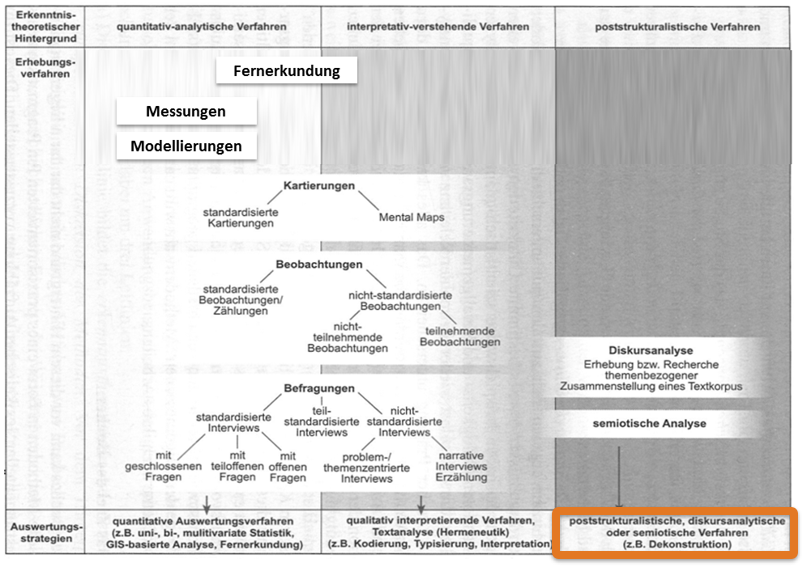 Erkenntnis-
theoretischer
Hintergrund
quantitativ-analytische Verfahren
interpretativ-verstehende Verfahren
poststrukturalistische Verfahren
Erhebungs-
verfahren
Fernerkundung
Messungen
Modellierungen
Kartierungen
standardisierte
Kartierungen
Mental Maps
Beobachtungen
standardisierte
Beobachtungen/
Zählungen
nicht-standardisierte
Beobachtungen
nicht-
teilnehmende
Beobachtungen
teilnehmende
Beobachtungen
Diskursanalyse
Erhebung bzw. Recherche
themenbezogener
Zusammenstellung eines Textkorpus
semiotische Analyse
Befragungen
standardisierte
Interviews
teil-
standardisierte
Interviews
nicht-
standardisierte
Interviews
mit
geschlossenen
Fragen
mit
teiloffenen
Fragen
mit
offenen
Fragen
problem-/
themenzentrierte
Interviews
narrative
Interviews
Erzählung
Auswertungs-
strategien
quantitative Auswertungsverfahren
(z.B. uni-, bi-, mulitivariate Statistik,
GIS-basierte Analyse, Fernerkundung)
qualitativ interpretierende Verfahren,
Textanalyse (Hermeneutik)
(z.B. Kodierung, Typisierung, Interpretation)
poststrukturalistische, diskursanalytische
oder semiotische Verfahren
(z.B. Dekonstruktion)